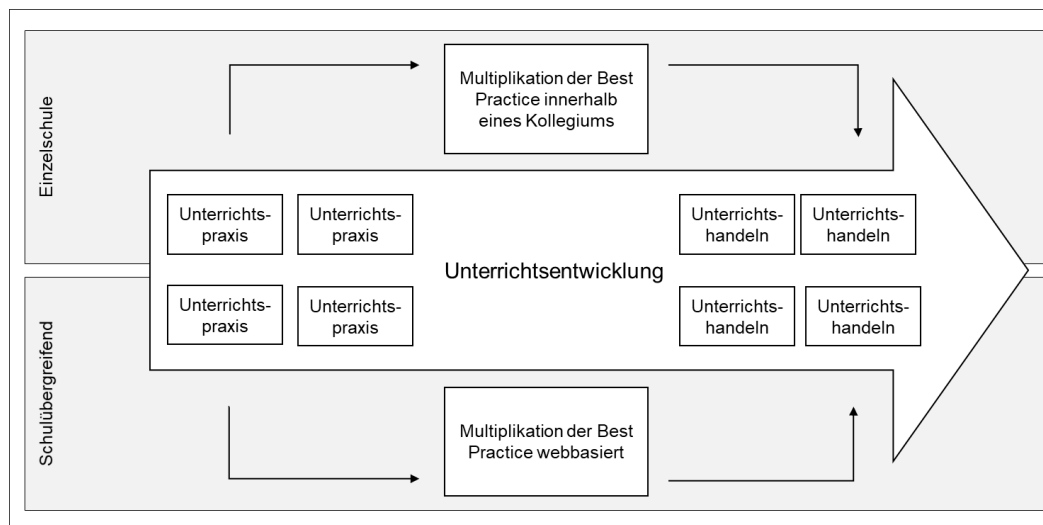 Einzelschule
Multiplikation der Best
Practice innerhalb
eines Kollegiums
Unterrichts-
praxis
Unterrichts-
praxis
Unterrichts-
handeln
Unterrichts-
handeln
Unterrichtsentwicklung
Unterrichts-
praxis
Unterrichts-
praxis
Unterrichts-
handeln
Unterrichts-
handeln
Schulübergreifend
Multiplikation der Best
Practice webbasiert